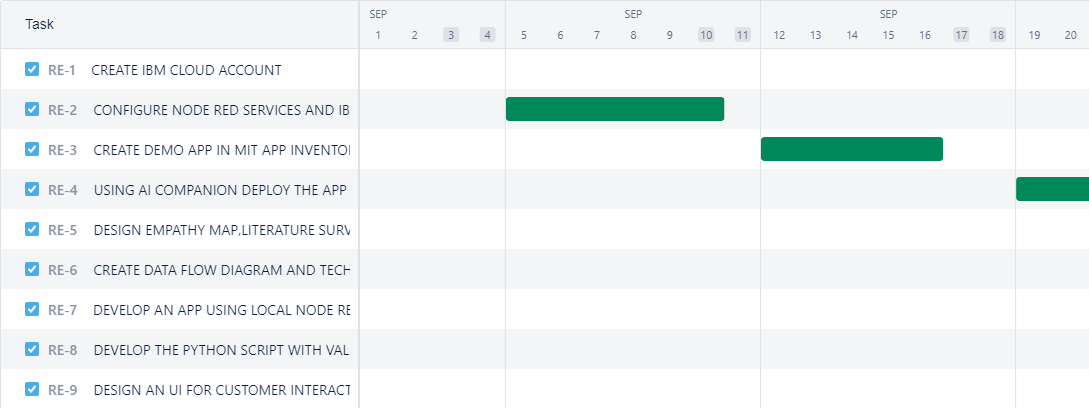 Task
SEP SEP SEP
1 2 3 4 5 6 7 8 9 10 11 12 13 14 15 16 17 18 19 20
RE-1 CREATE IBM CLOUD ACCOUNT
RE-2 CONFIGURE NODE RED SERVICES AND IB
RE-3 CREATE DEMO APP IN MIT APP INVENTO
RE-4 USING AI COMPANION DEPLOY THE APP
RE-5 DESIGN EMPATHY MAP,LITERATURE SURV
RE-6 CREATE DATA FLOW DIAGRAM AND TECH
RE-7 DEVELOP AN APP USING LOCAL NODE RE
RE-8 DEVELOP THE PYTHON SCRIPT WITH VAL
RE-9 DESIGN AN UI FOR CUSTOMER INTERACT